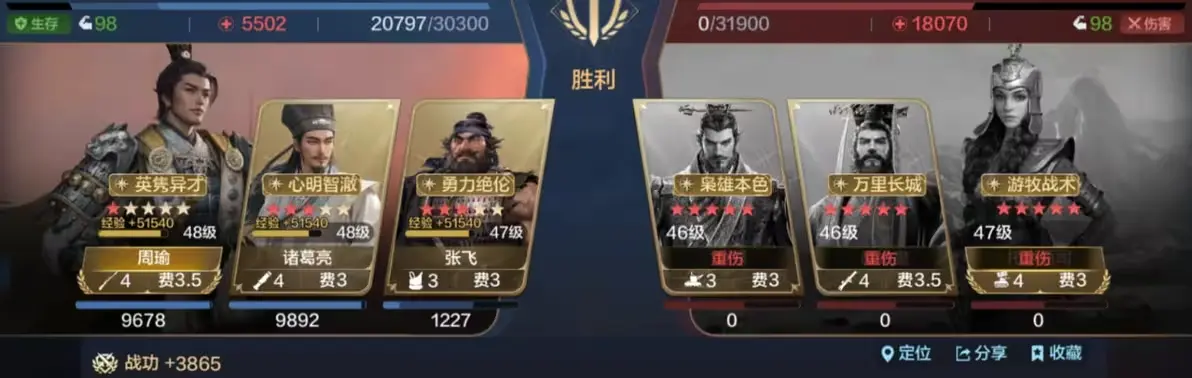 生存 98 5502 20797/30300
胜利
0/31900 18070 98 伤害
英隽异才
经验 +51540
48级
周瑜
4 费3.5
9678
心明智澈
经验 +51540
48级
诸葛亮
4 费3
9892
勇力绝伦
经验 +51540
47级
张飞
3 费3
1227
枭雄本色
46级
重伤
3 费3
0
万里长城
46级
重伤
4 费3.5
0
游牧战术
47级
重伤
4 费3
0
战功 +3865
定位 分享 收藏